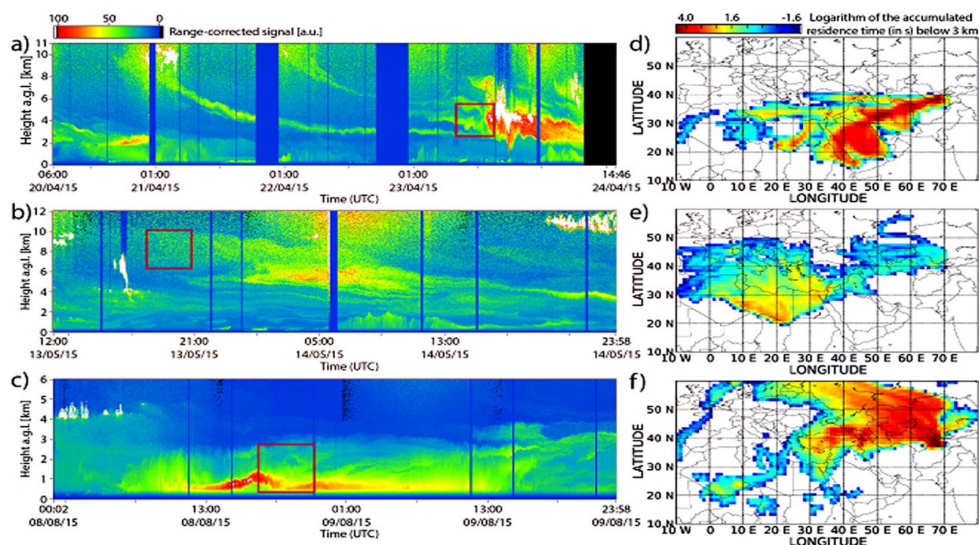 100 50 0
Range-corrected signal [a.u.]
a)
Height a.g.l. [km]
11
10
8
6
4
2
0
06:00 01:00 01:00 01:00 14:46
20/04/15 21/04/15 22/04/15 23/04/15 24/04/15
Time (UTC)
b)
Height a.g.l. [km]
12
10
8
6
4
2
0
12:00 21:00 05:00 14:00 23:58
13/05/15 13/05/15 14/05/15 14/05/15 14/05/15
Time (UTC)
c)
Height a.g.l. [km]
6
5
4
3
2
1
0
00:02 13:00 01:00 13:00 23:58
08/08/15 08/08/15 09/08/15 09/08/15 09/08/15
Time (UTC)
4.0 1.6 -1.6
Logarithm of the accumulated
residence time (in s) below 3 km
d)
LATITUDE
50 N
40 N
30 N
20 N
10 N
10 W 0 10 E 20 E 30 E 40 E 50 E 60 E 70 E
LONGITUDE
e)
LATITUDE
50 N
40 N
30 N
20 N
10 N
10 W 0 10 E 20 E 30 E 40 E 50 E 60 E 70 E
LONGITUDE
f)
LATITUDE
50 N
40 N
30 N
20 N
10 N
10 W 0 10 E 20 E 30 E 40 E 50 E 60 E 70 E
LONGITUDE